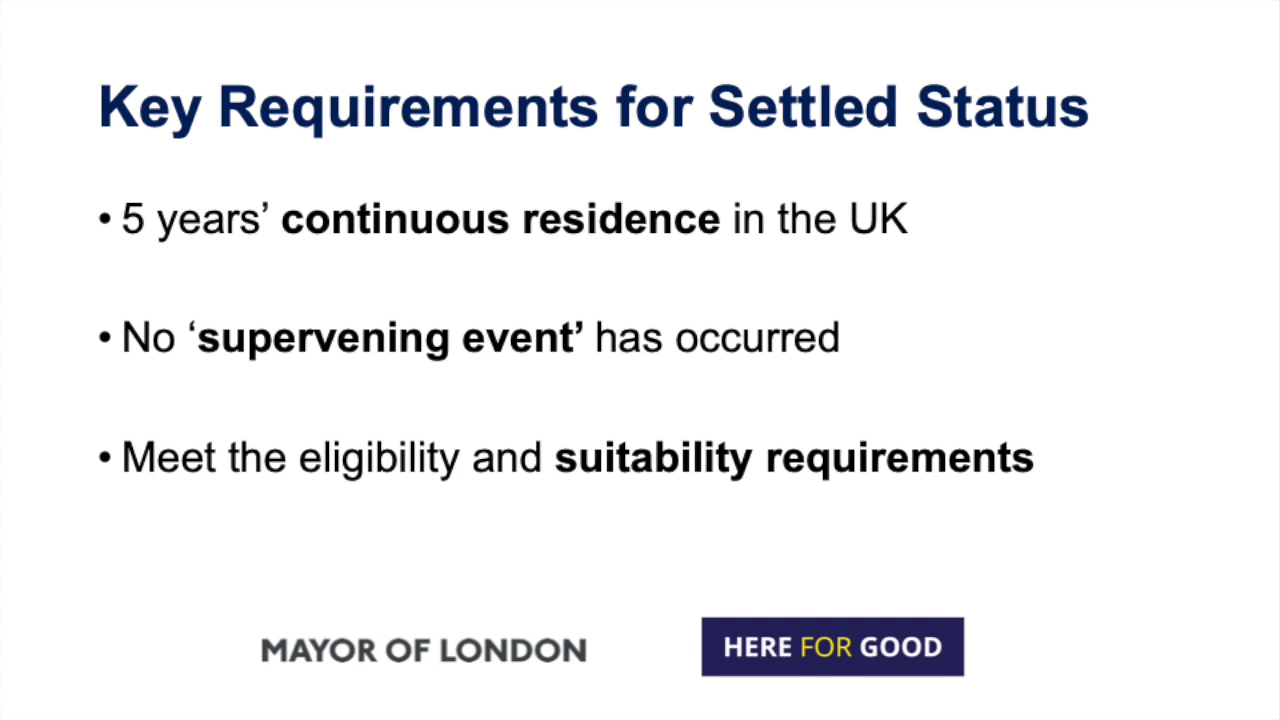 Key Requirements for Settled Status
• 5 years’ continuous residence in the UK
• No ‘supervening event’ has occurred
• Meet the eligibility and suitability requirements
MAYOR OF LONDON
HERE FOR GOOD